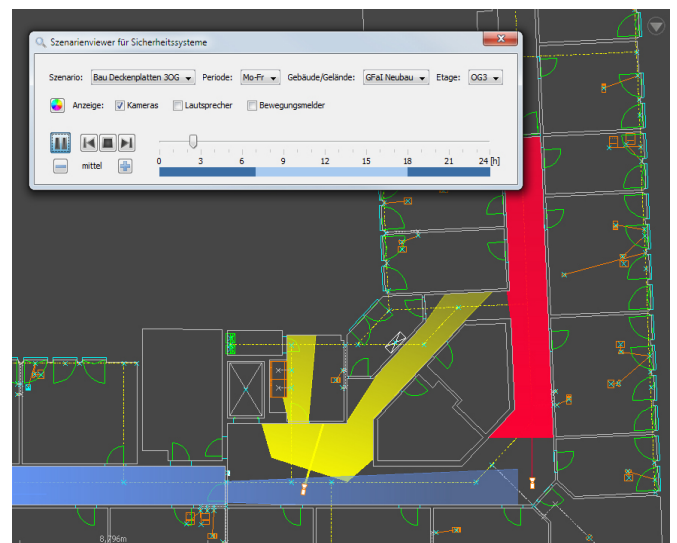 Szenarienviewer für Sicherheitssysteme
Szenario: Bau Deckenplatten 3OG Periode: Mo-Fr Gebäude/Gelände: GFaI Neubau Etage: OG3
Anzeige: Kameras Lautsprecher Bewegungsmelder
mittel
0 3 6 9 12 15 18 21 24 [h]
8,796m